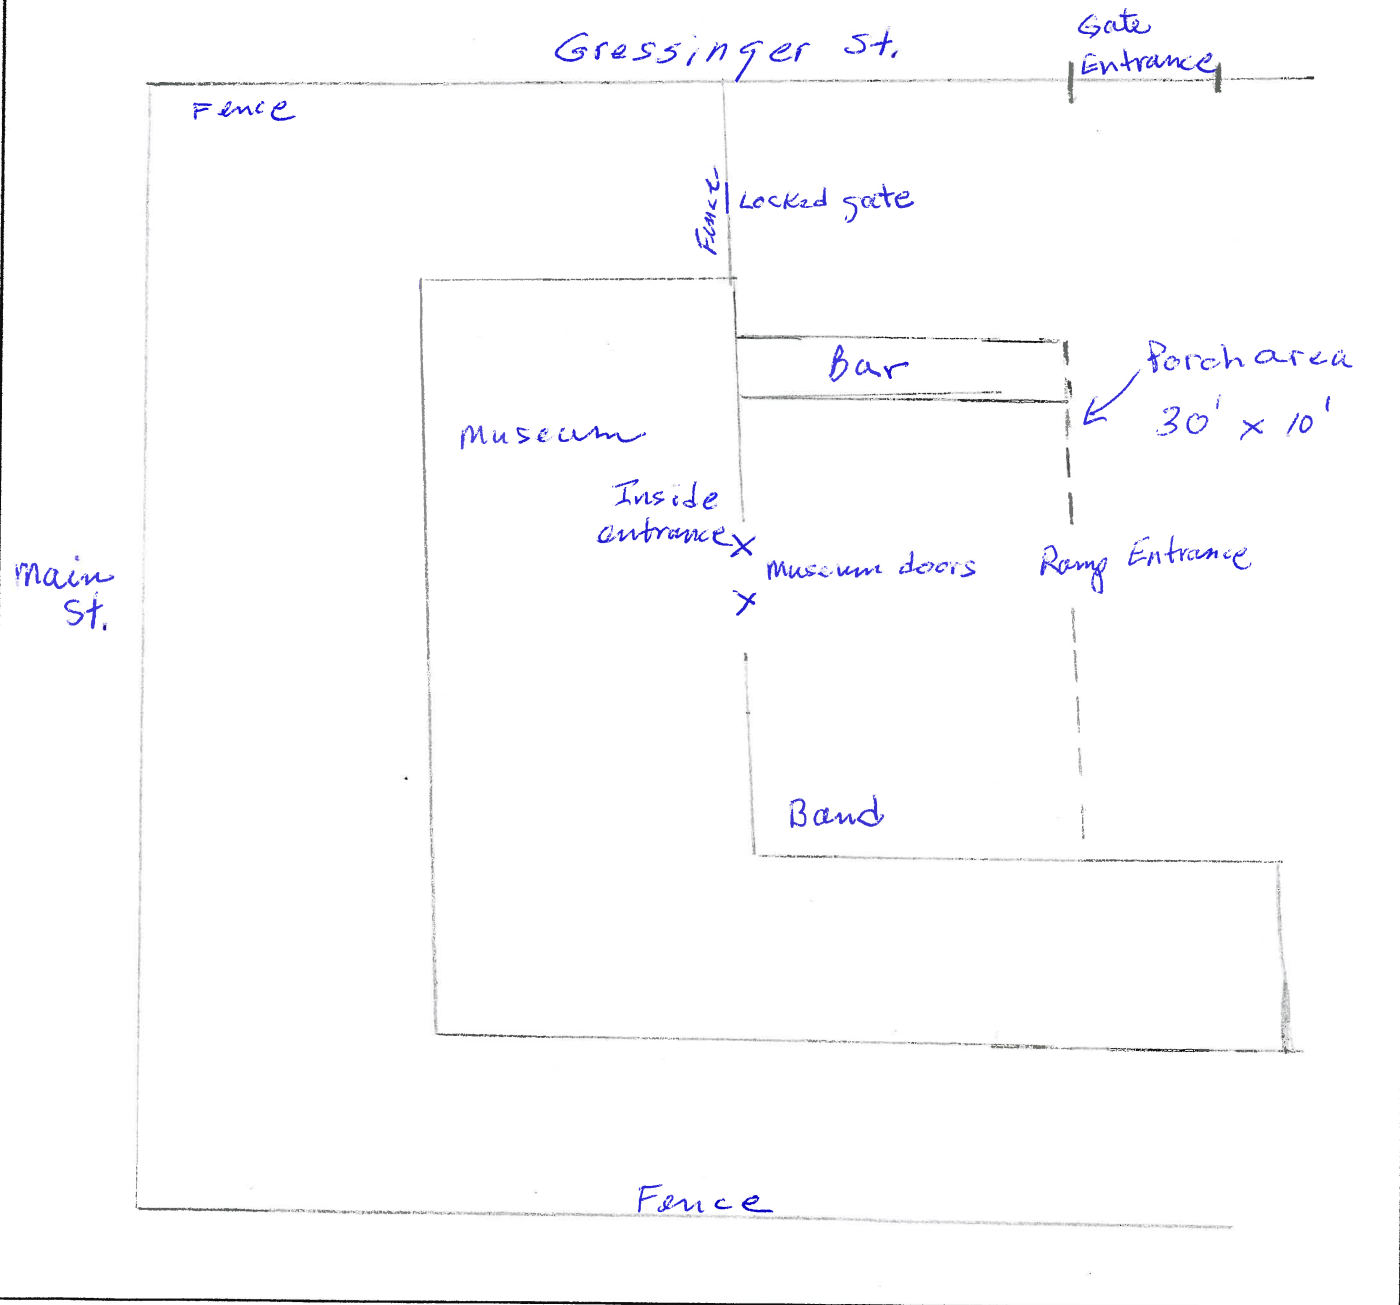 Gressinger St.
Gate
Entrance
Fence
Fence
Locked gate
Bar
Porch area
30' x 10'
Museum
Inside
entrance x
Museum doors
x
Ramp Entrance
Main
St.
Band
Fence